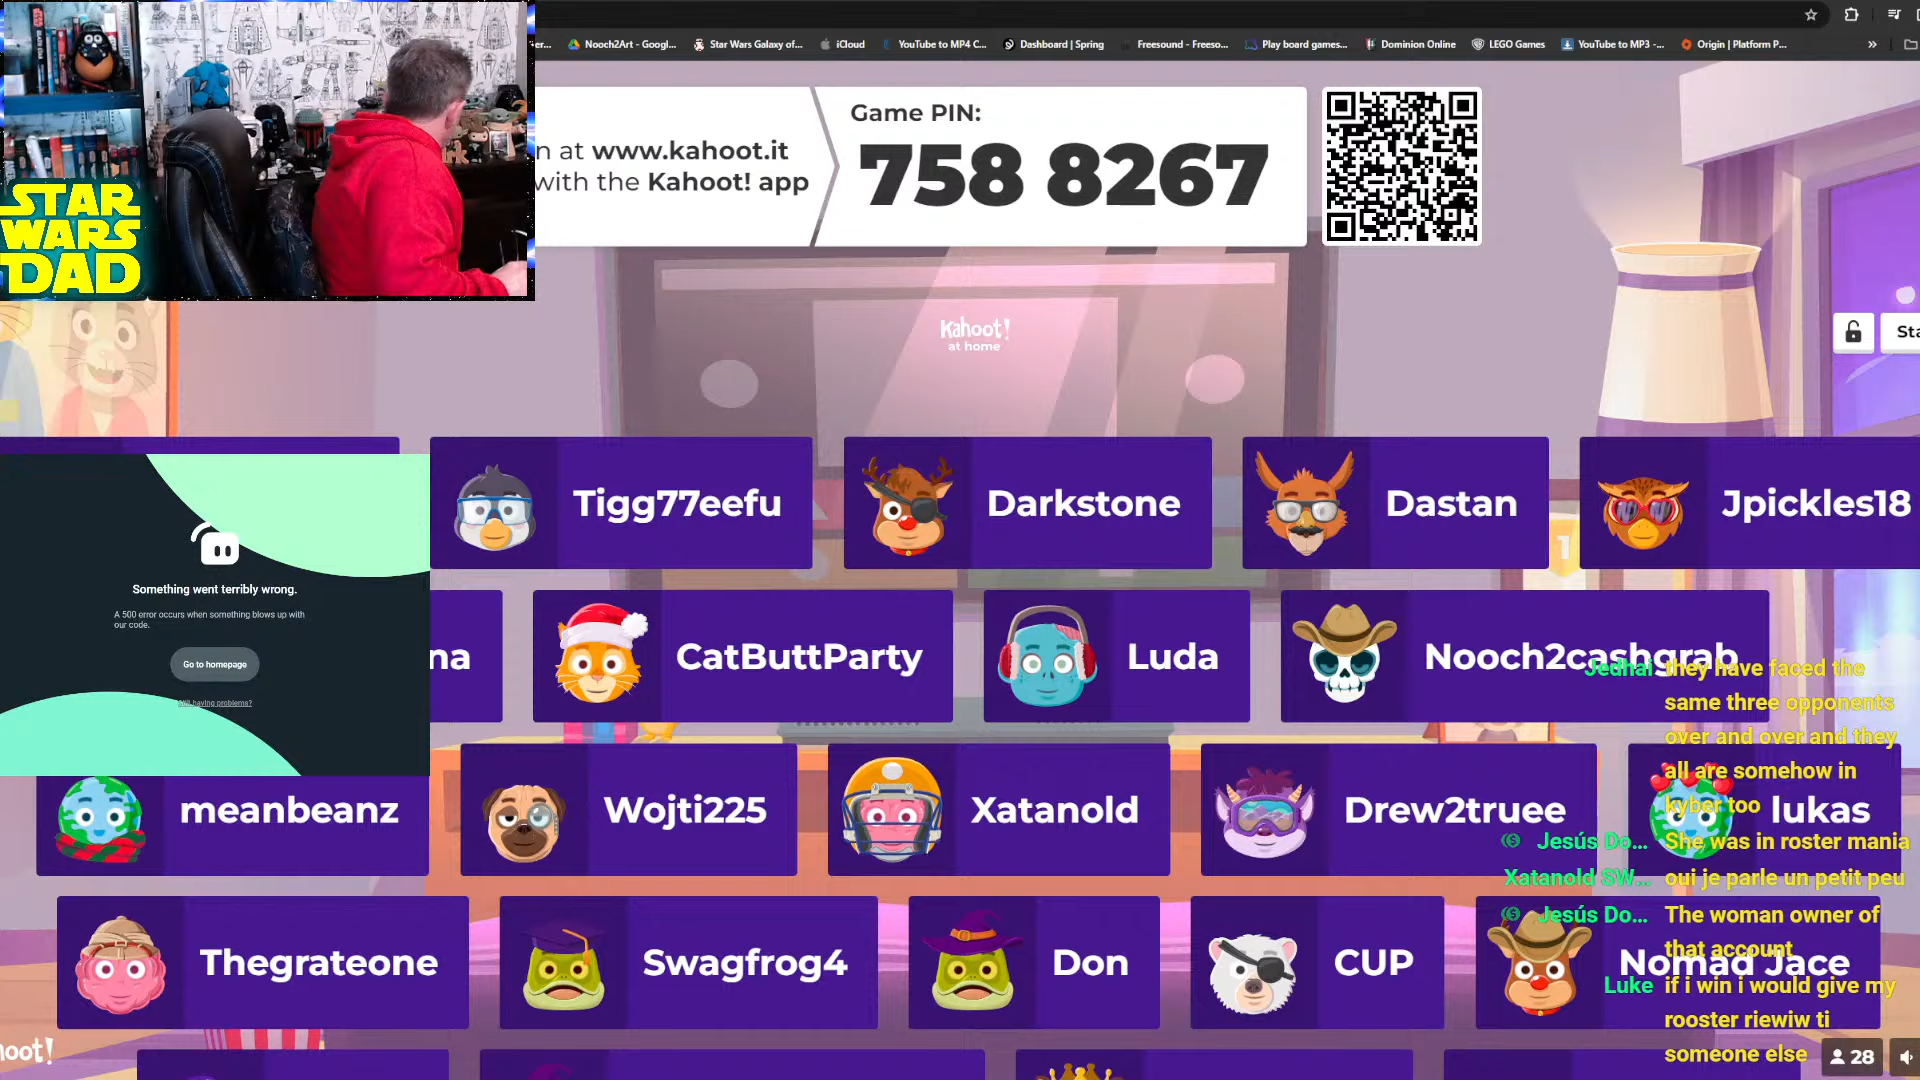 er...
Nooch2Art - Googl...
Star Wars Galaxy of...
iCloud
YouTube to MP4 C...
Dashboard | Spring
Freesound - Freeso...
Play board games...
Dominion Online
LEGO Games
YouTube to MP3 -...
Origin | Platform P...
»
STAR
WARS
DAD
n at www.kahoot.it
with the Kahoot! app
Game PIN:
758 8267
Kahoot!
at home
Sta
Tigg77eefu
Darkstone
Dastan
Jpickles18
Something went terribly wrong.
A 500 error occurs when something blows up with
our code.
Go to homepage
Still having problems?
na
CatButtParty
Luda
Nooch2cashgrab
meanbeanz
Wojti225
Xatanold
Drew2truee
lukas
Thegrateone
Swagfrog4
Don
CUP
Nomad Jace
Jedhai they have faced the
same three opponents
over and over and they
all are somehow in
kyber too
Jesús Do... She was in roster mania
Xatanold SW... oui je parle un petit peu
Jesús Do... The woman owner of
that account
Luke if i win i would give my
rooster riewiw ti
someone else
hoot!
28